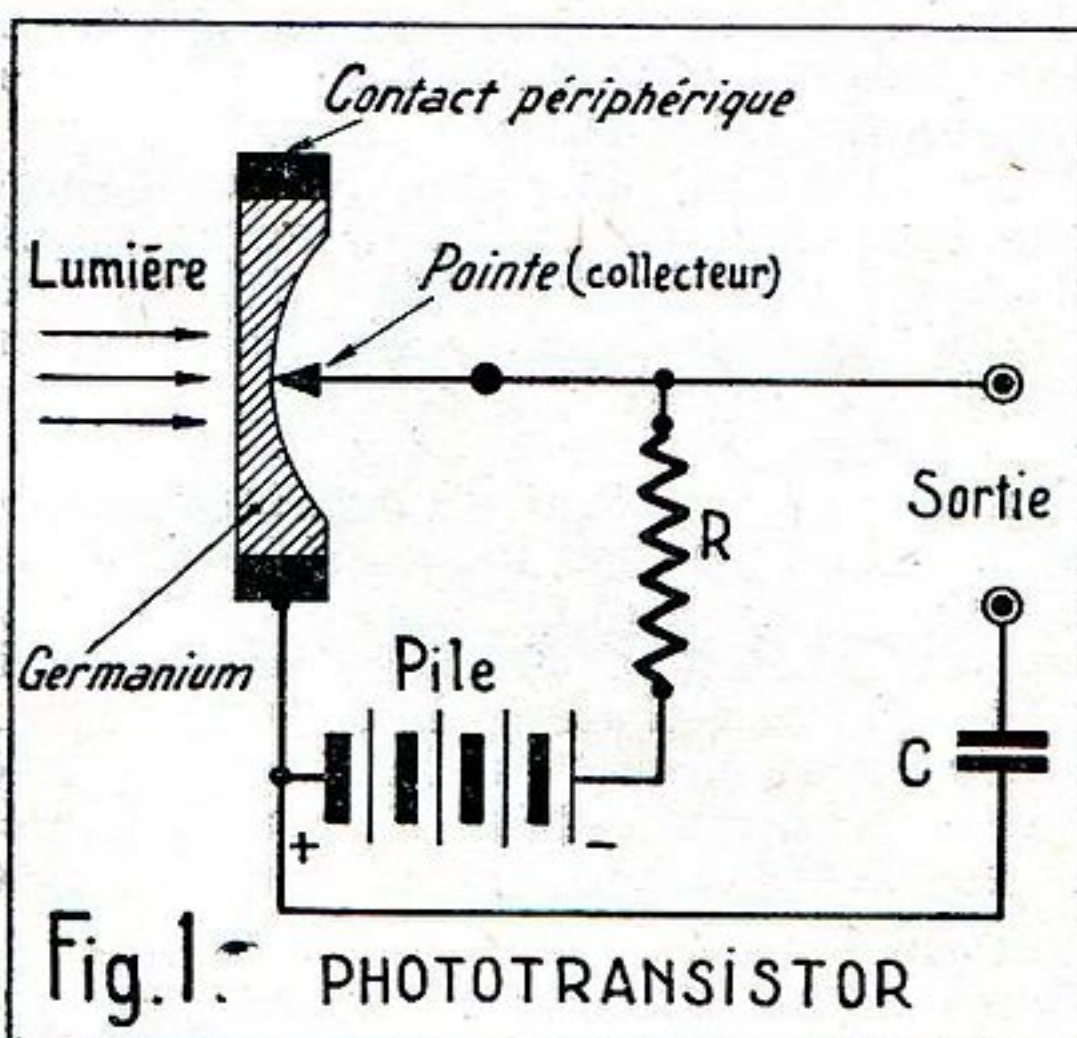 Contact périphérique
Lumière
Pointe (collecteur)
Sortie
R
Germanium
Pile
C
+ -
Fig.1.- PHOTOTRANSISTOR